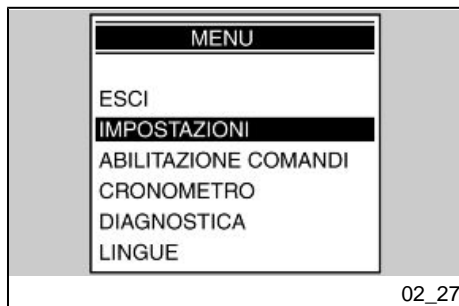 MENU
ESCI
IMPOSTAZIONI
ABILITAZIONE COMANDI
CRONOMETRO
DIAGNOSTICA
LINGUE
02_27